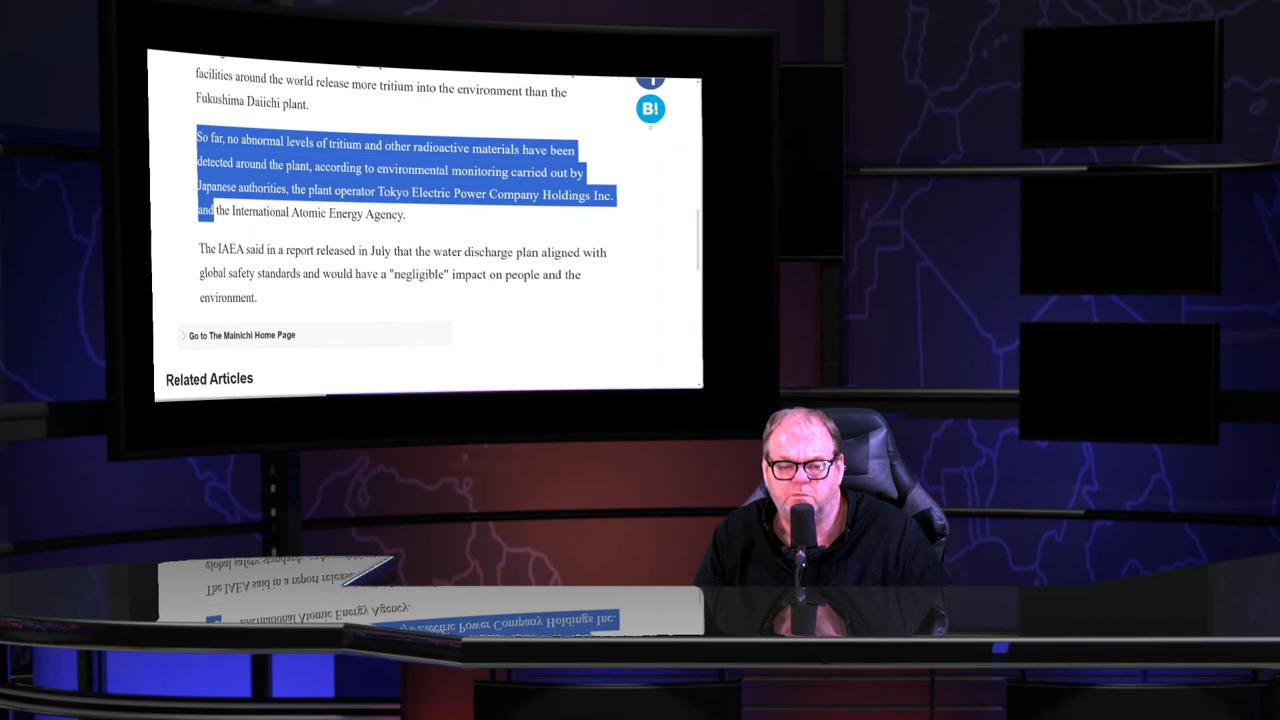 facilities around the world release more tritium into the environment than the
Fukushima Daiichi plant.
B!
0
So far, no abnormal levels of tritium and other radioactive materials have been
detected around the plant, according to environmental monitoring carried out by
Japanese authorities, the plant operator Tokyo Electric Power Company Holdings Inc.
and the International Atomic Energy Agency.
The IAEA said in a report released in July that the water discharge plan aligned with
global safety standards and would have a "negligible" impact on people and the
environment.
Go to The Mainichi Home Page
Related Articles